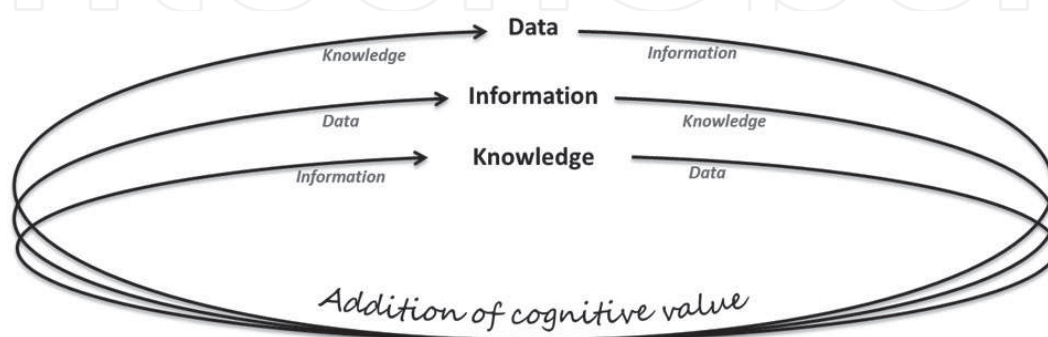 Data
Knowledge
Information
Information
Data
Knowledge
Knowledge
Information
Data
Addition of cognitive value